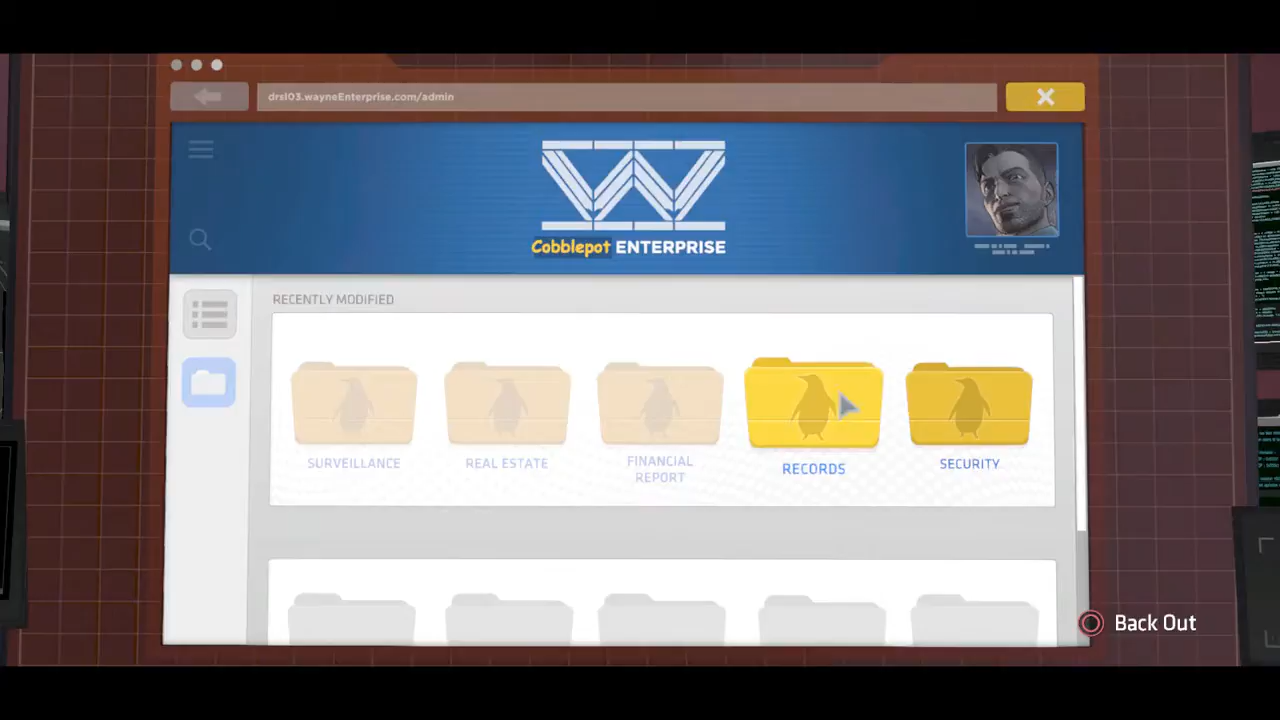 drs103.wayneEnterprise.com/admin
W
Cobblepot ENTERPRISE
RECENTLY MODIFIED
SURVEILLANCE
REAL ESTATE
FINANCIAL
REPORT
RECORDS
SECURITY
Back Out